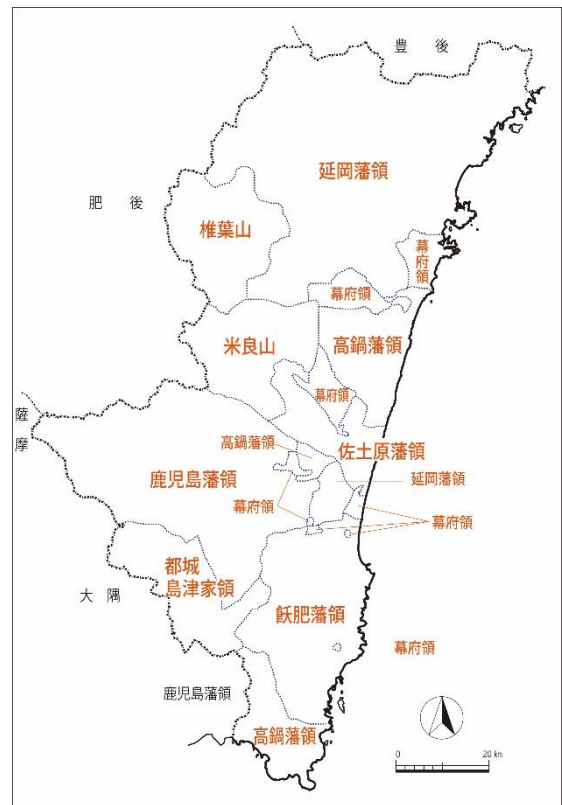 豊　後
延岡藩領
肥　後
椎葉山
幕府領
幕府領
米良山
高鍋藩領
幕府領
薩摩
高鍋藩領
佐土原藩領
鹿児島藩領
延岡藩領
幕府領
幕府領
都城
島津家領
大　隅
飫肥藩領
幕府領
鹿児島藩領
高鍋藩領
0
20 km